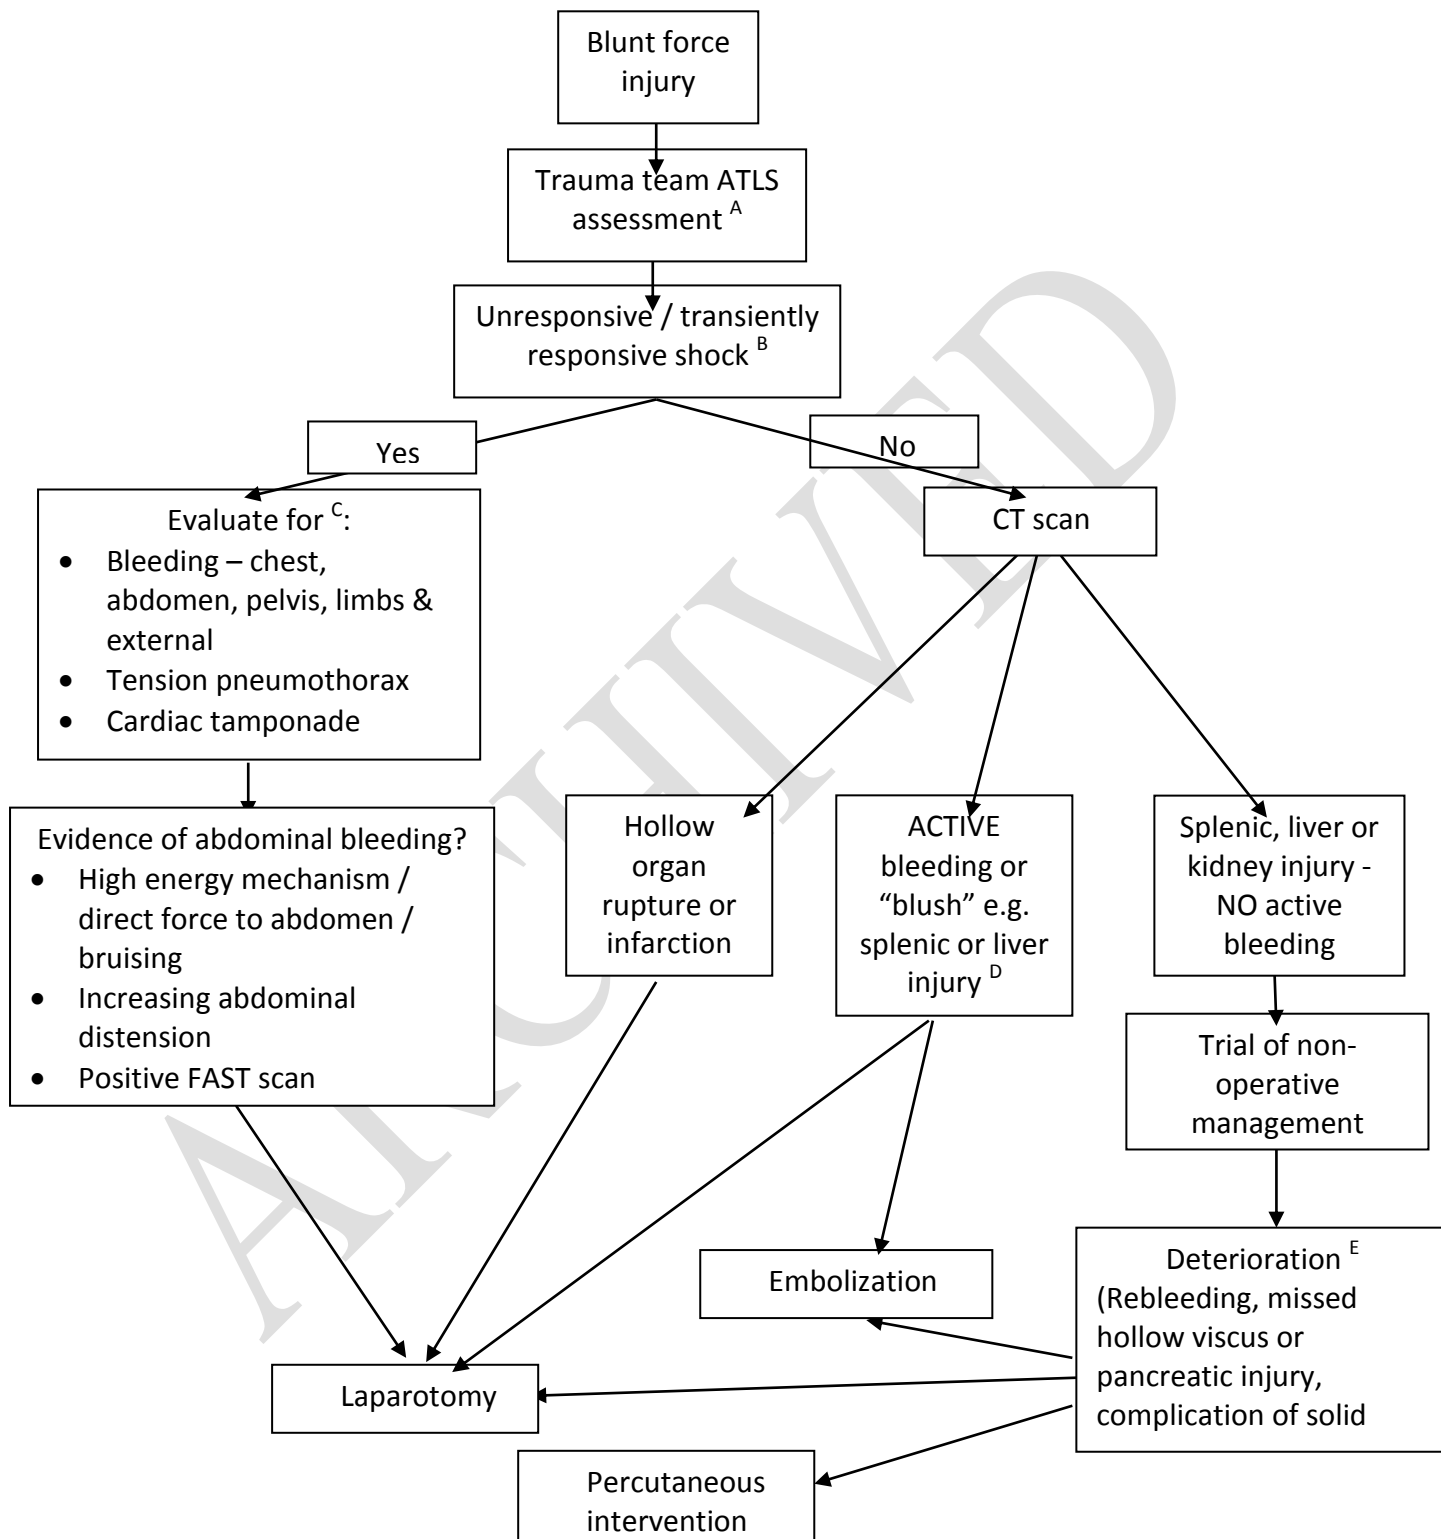 Blunt force
injury
Trauma team ATLS
assessment A
Unresponsive / transiently
responsive shock B
Yes
No
Evaluate for C:
• Bleeding – chest,
abdomen, pelvis, limbs &
external
• Tension pneumothorax
• Cardiac tamponade
CT scan
Evidence of abdominal bleeding?
• High energy mechanism /
direct force to abdomen /
bruising
• Increasing abdominal
distension
• Positive FAST scan
Hollow
organ
rupture or
infarction
ACTIVE
bleeding or
“blush” e.g.
splenic or liver
injury D
Splenic, liver or
kidney injury -
NO active
bleeding
Trial of non-
operative
management
Embolization
Deterioration E
(Rebleeding, missed
hollow viscus or
pancreatic injury,
complication of solid
Laparotomy
Percutaneous
intervention
ARCHIVED